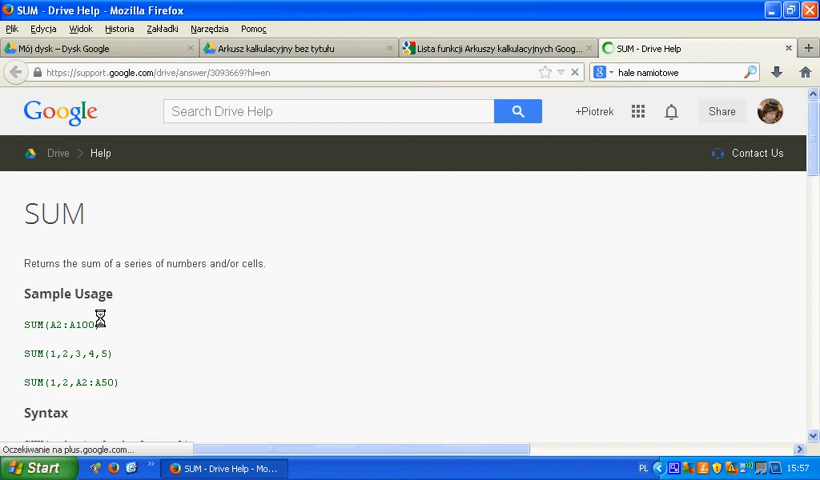 SUM - Drive Help - Mozilla Firefox
Plik Edycja Widok Historia Zakładki Narzędzia Pomoc
Mój dysk – Dysk Google
Arkusz kalkulacyjny bez tytułu
Lista funkcji Arkuszy kalkulacyjnych Goog...
SUM - Drive Help
https://support.google.com/drive/answer/3093669?hl=en
hale namiotowe
Google
Search Drive Help
+Piotrek
Share
Drive
Help
Contact Us
SUM
Returns the sum of a series of numbers and/or cells.
Sample Usage
SUM(A2:A100)
SUM(1,2,3,4,5)
SUM(1,2,A2:A50)
Syntax
Oczekiwanie na plus.google.com...
Start
SUM - Drive Help - Mo...
PL
15:57